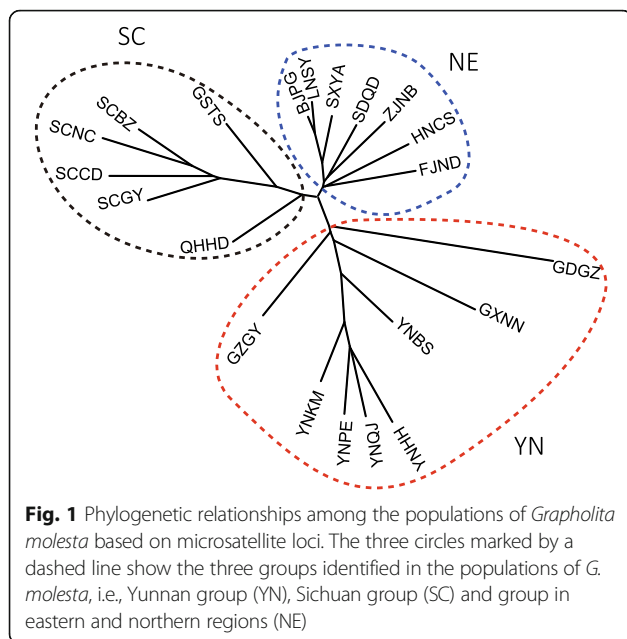 SC
NE
GSTS
SCBZ
SCNC
SCCD
SCGY
QHHD
BJPG
LNSY
SXYA
SDQD
ZJNB
HNCS
FJND
GDGZ
GXNN
YNBS
GZGY
YNKM
YNPE
YNQJ
YNHH
YN
Fig. 1 Phylogenetic relationships among the populations of Grapholita
molesta based on microsatellite loci. The three circles marked by a
dashed line show the three groups identified in the populations of G.
molesta, i.e., Yunnan group (YN), Sichuan group (SC) and group in
eastern and northern regions (NE)